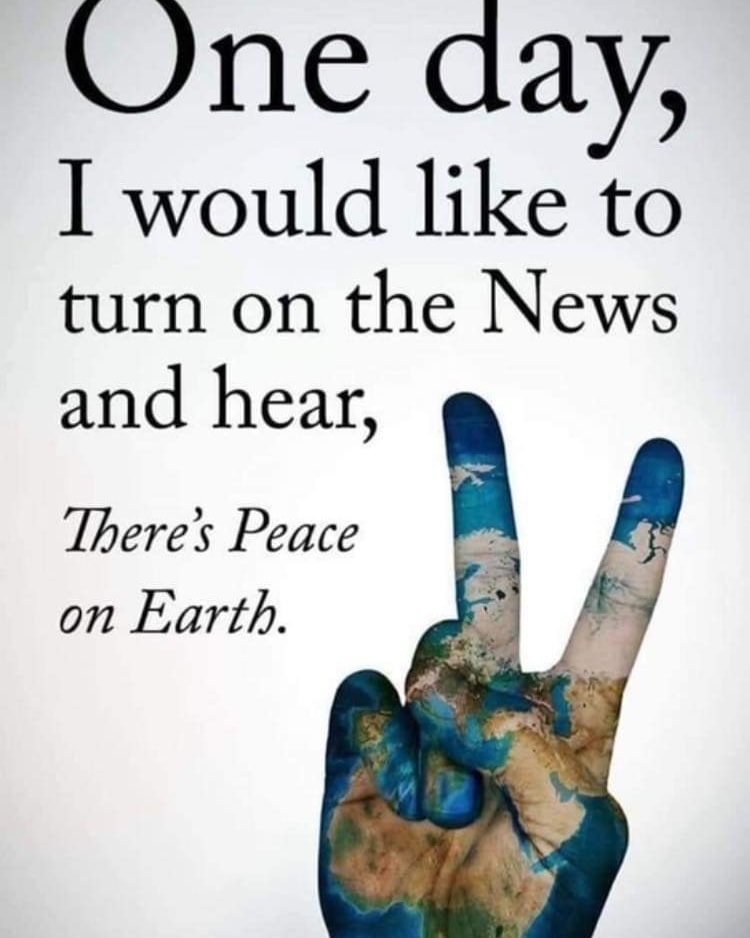 One day,
I would like to
turn on the News
and hear,
There's Peace
on Earth.